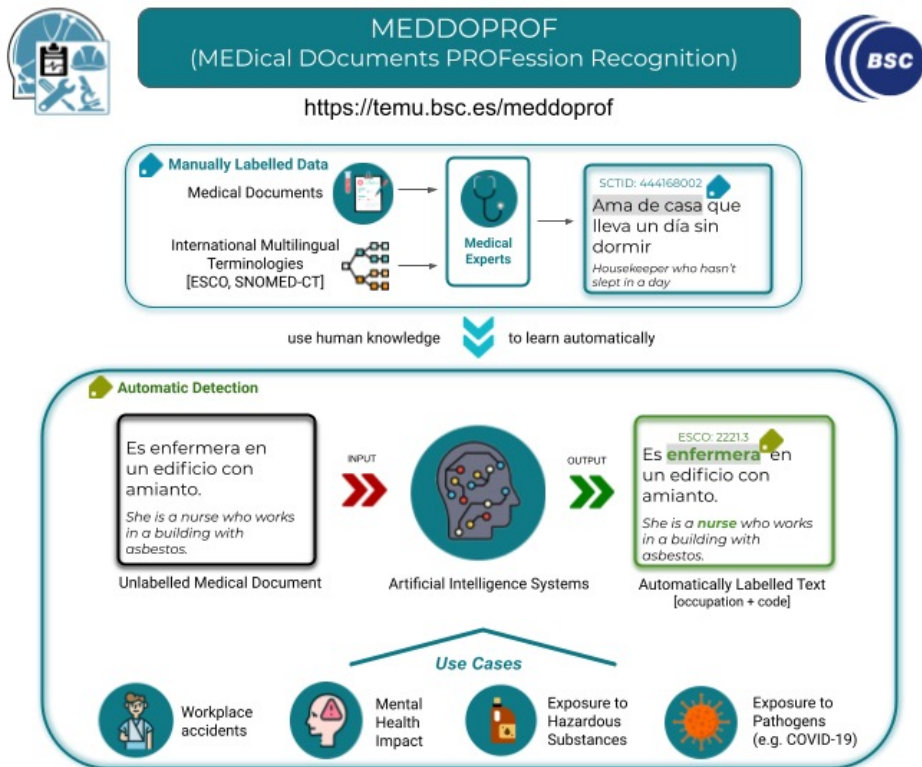 MEDDOPROF
(MEDical DOcuments PROFession Recognition)
BSC
https://temu.bsc.es/meddoprof
Manually Labelled Data
Medical Documents
International Multilingual
Terminologies
[ESCO, SNOMED-CT]
Medical
Experts
SCTID: 444168002
Ama de casa que
lleva un día sin
dormir
Housekeeper who hasn't
slept in a day
use human knowledge
to learn automatically
Automatic Detection
Es enfermera en
un edificio con
amianto.
She is a nurse who works
in a building with
asbestos.
Unlabelled Medical Document
INPUT
Artificial Intelligence Systems
OUTPUT
ESCO: 2221.3
Es enfermera en
un edificio con
amianto.
She is a nurse who works
in a building with
asbestos.
Automatically Labelled Text
[occupation + code]
Use Cases
Workplace
accidents
Mental
Health
Impact
Exposure to
Hazardous
Substances
Exposure to
Pathogens
(e.g. COVID-19)